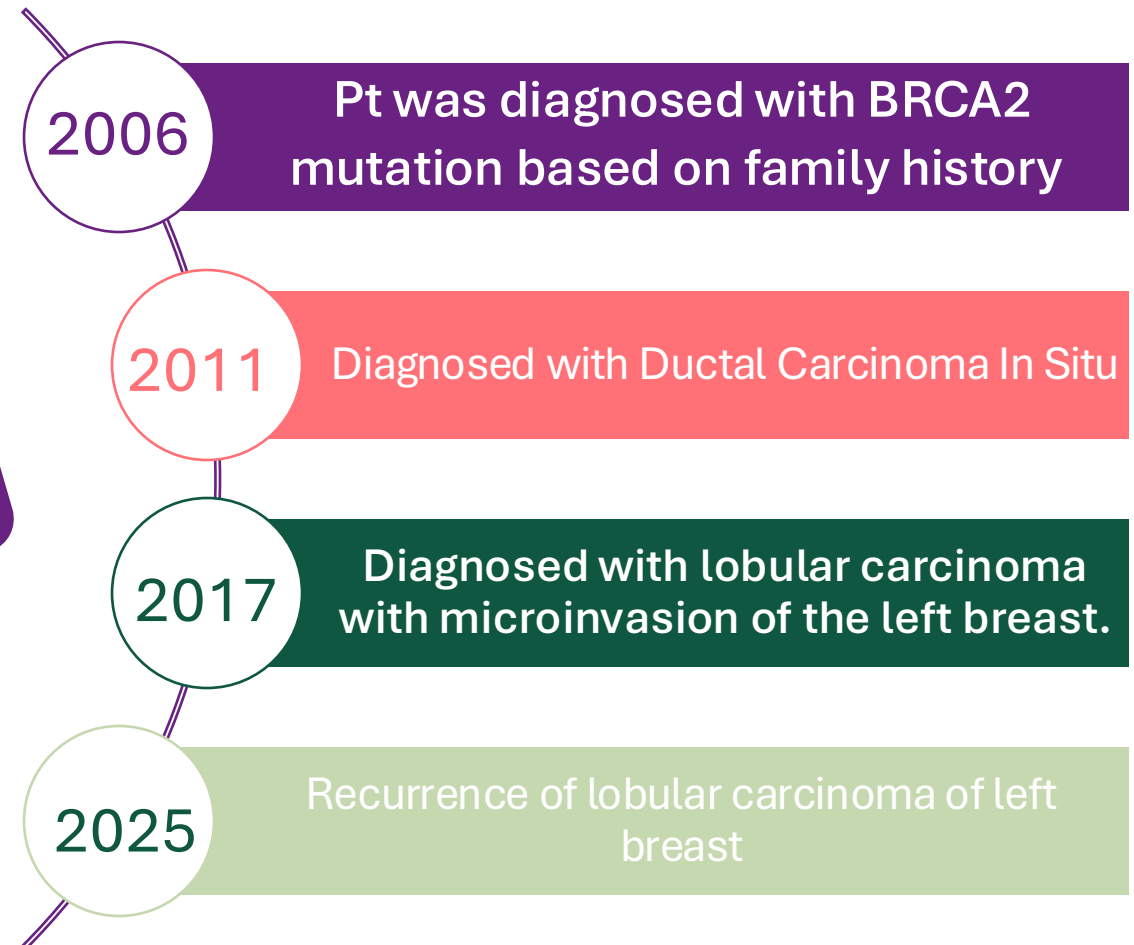 2006
Pt was diagnosed with BRCA2
mutation based on family history
2011
Diagnosed with Ductal Carcinoma In Situ
2017
Diagnosed with lobular carcinoma
with microinvasion of the left breast.
2025
Recurrence of lobular carcinoma of left
breast